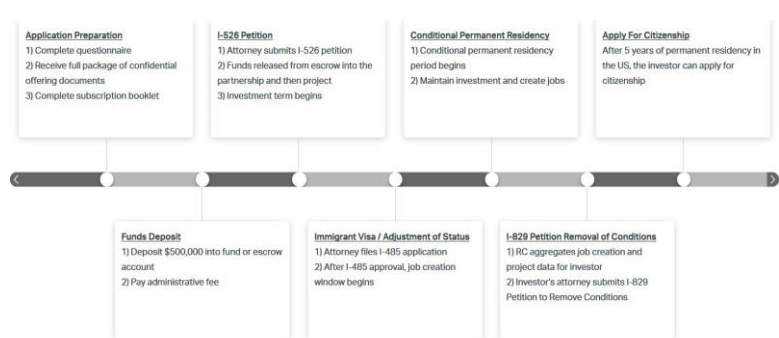 Application Preparation
1) Complete questionnaire
2) Receive full package of confidential
offering documents
3) Complete subscription booklet
I-526 Petition
1) Attorney submits I-526 petition
2) Funds released from escrow into the
partnership and then project
3) Investment term begins
Conditional Permanent Residency
1) Conditional permanent residency
period begins
2) Maintain investment and create jobs
Apply For Citizenship
After 5 years of permanent residency in
the US, the investor can apply for
citizenship
Funds Deposit
1) Deposit $500,000 into fund or escrow
account
2) Pay administrative fee
Immigrant Visa / Adjustment of Status
1) Attorney files I-485 application
2) After I-485 approval, job creation
window begins
I-829 Petition Removal of Conditions
1) RC aggregates job creation and
project data for investor
2) Investor's attorney submits I-829
Petition to Remove Conditions